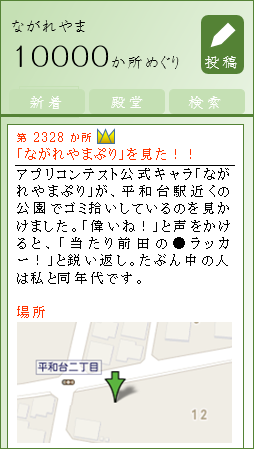 ながれやま
10000か所めぐり
投稿
新着
殿堂
検索
第2328か所
「ながれやまぷり」を見た！！
アプリコンテスト公式キャラ「なが
れやまぷり」が、平和台駅近くの
公園でゴミ拾いしているのを見か
けました。「偉いね！」と声をかけ
ると、「当たり前田の●ラッカ
ー！」と鋭い返し。たぶん中の人
は私と同年代です。
場所
平和台二丁目
12